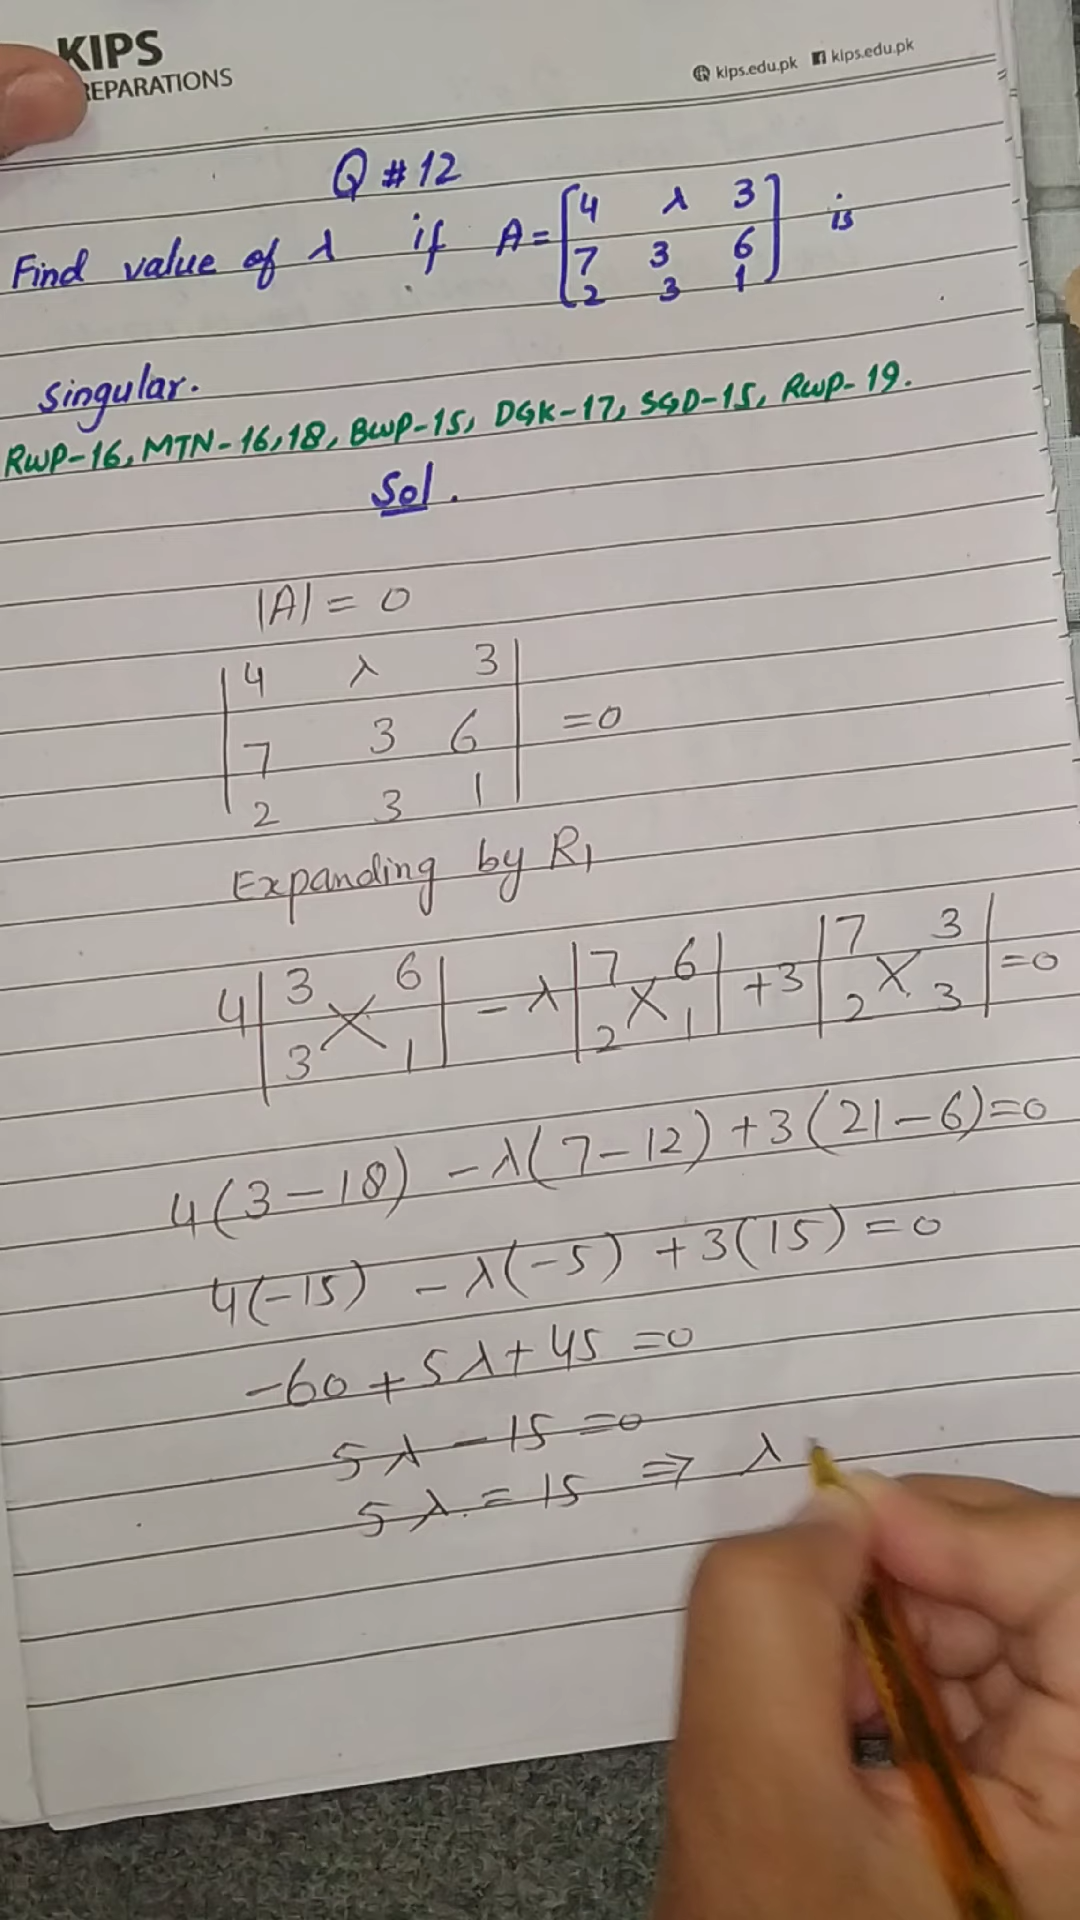 KIPS
REPARATIONS
kips.edu.pk kips.edu.pk
Q # 12
Find value of λ if A = [4 λ 3
7 3 6
2 3 1] is
singular.
RWP-16, MTN-16,18, BWP-15, DGK-17, SGD-15, RWP-19.
Sol.
|A| = 0
|4 λ 3|
|7 3 6| = 0
|2 3 1|
Expanding by R1
4|3 6| - λ|7 6| + 3|7 3| = 0
|3 1| |2 1| |2 3|
4(3-18) - λ(7-12) + 3(21-6) = 0
4(-15) - λ(-5) + 3(15) = 0
-60 + 5λ + 45 = 0
5λ - 15 = 0
5λ = 15 ⇒ λ